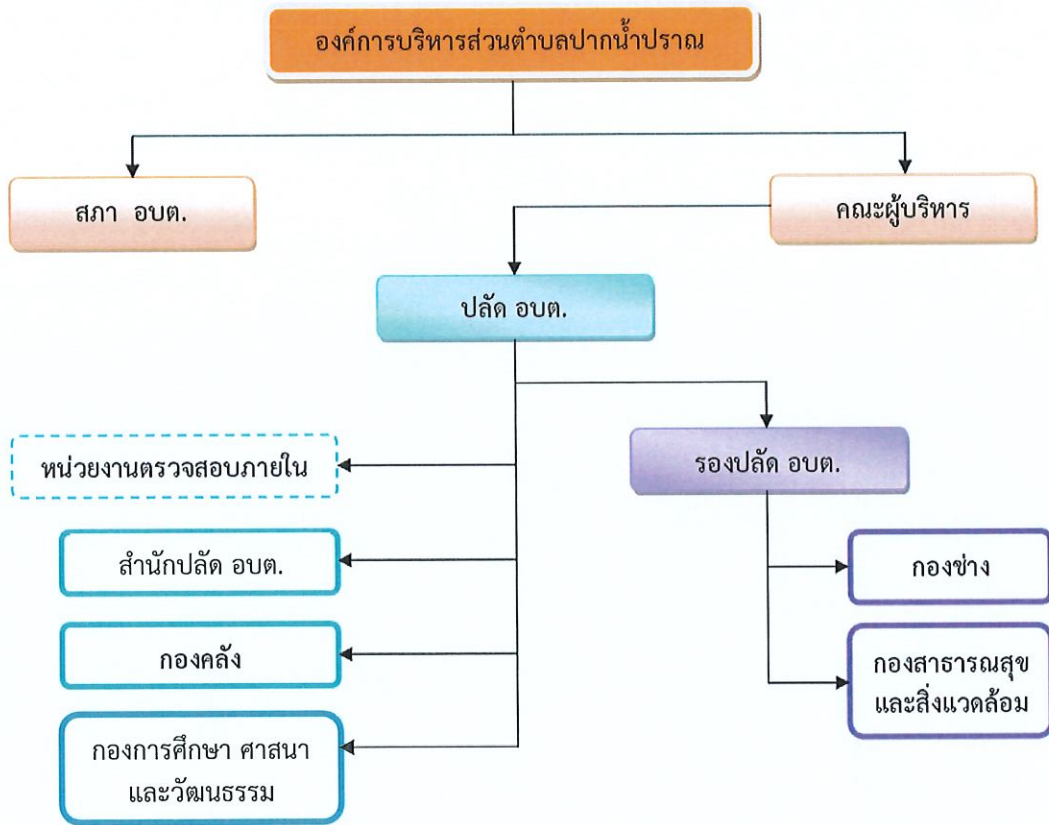 องค์การบริหารส่วนตำบลปากน้ำปราณ
สภา อบต.
คณะผู้บริหาร
ปลัด อบต.
หน่วยงานตรวจสอบภายใน
รองปลัด อบต.
สำนักปลัด อบต.
กองช่าง
กองคลัง
กองสาธารณสุข
และสิ่งแวดล้อม
กองการศึกษา ศาสนา
และวัฒนธรรม